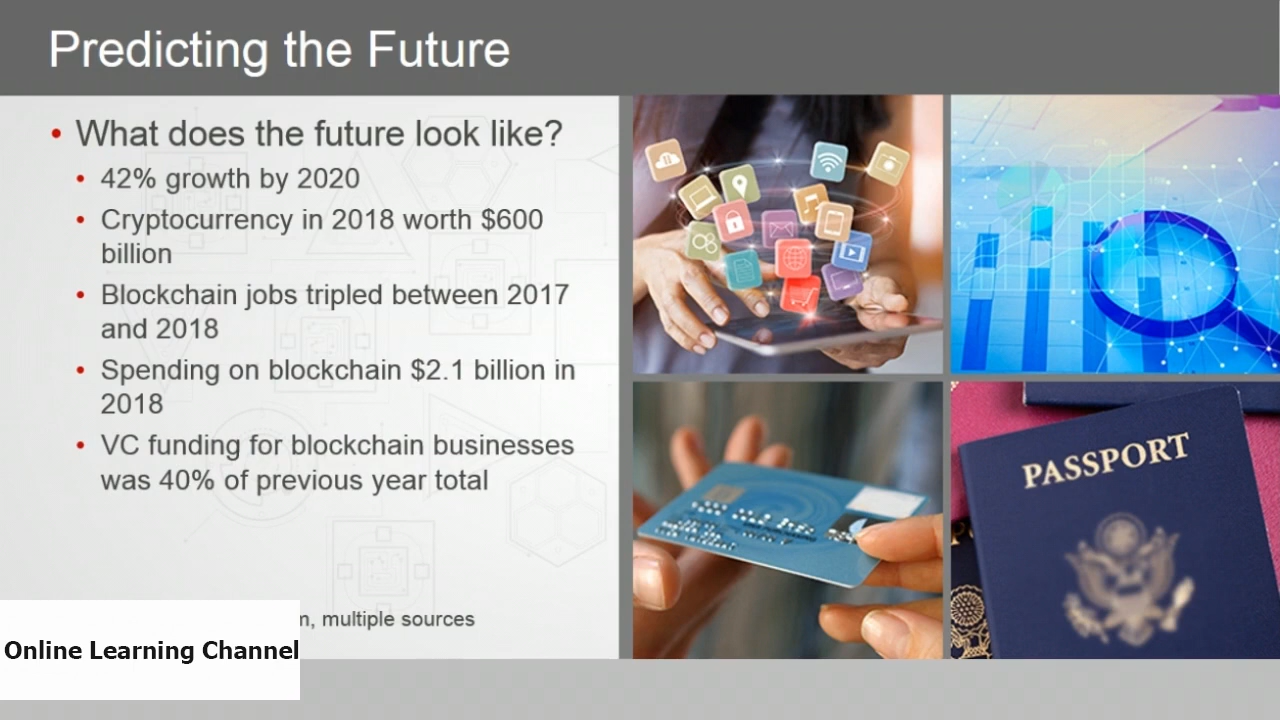 Predicting the Future
• What does the future look like?
• 42% growth by 2020
• Cryptocurrency in 2018 worth $600
billion
• Blockchain jobs tripled between 2017
and 2018
• Spending on blockchain $2.1 billion in
2018
• VC funding for blockchain businesses
was 40% of previous year total
multiple sources
Online Learning Channel
PASSPORT